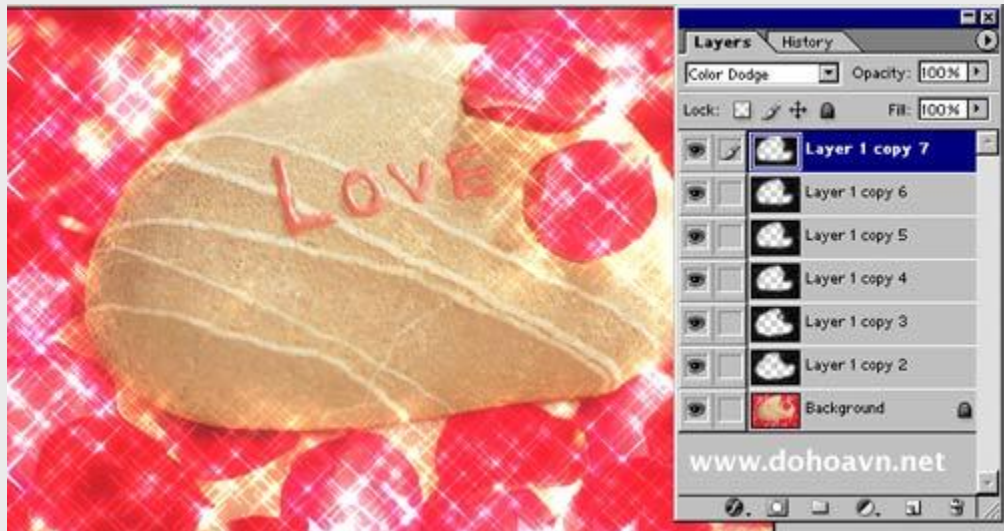 LOVE
Layers History
Color Dodge Opacity: 100%
Lock: Fill: 100%
Layer 1 copy 7
Layer 1 copy 6
Layer 1 copy 5
Layer 1 copy 4
Layer 1 copy 3
Layer 1 copy 2
Background
www.dohoavn.net